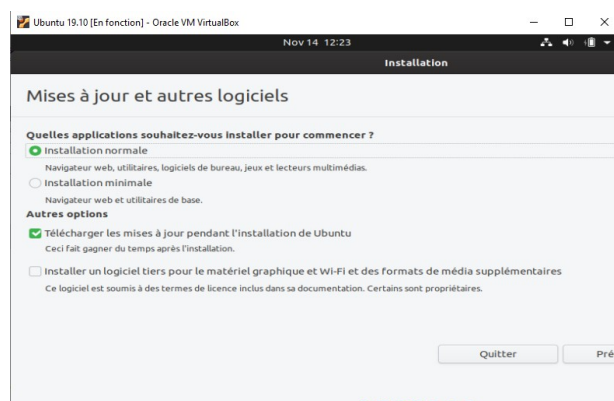 Ubuntu 19.10 [En fonction] - Oracle VM VirtualBox
Nov 14 12:23
Installation
Mises à jour et autres logiciels
Quelles applications souhaitez-vous installer pour commencer ?
Installation normale
Navigateur web, utilitaires, logiciels de bureau, jeux et lecteurs multimédias.
Installation minimale
Navigateur web et utilitaires de base.
Autres options
Télécharger les mises à jour pendant l'installation de Ubuntu
Ceci fait gagner du temps après l'installation.
Installer un logiciel tiers pour le matériel graphique et Wi-Fi et des formats de média supplémentaires
Ce logiciel est soumis à des termes de licence inclus dans sa documentation. Certains sont propriétaires.
Quitter Pré